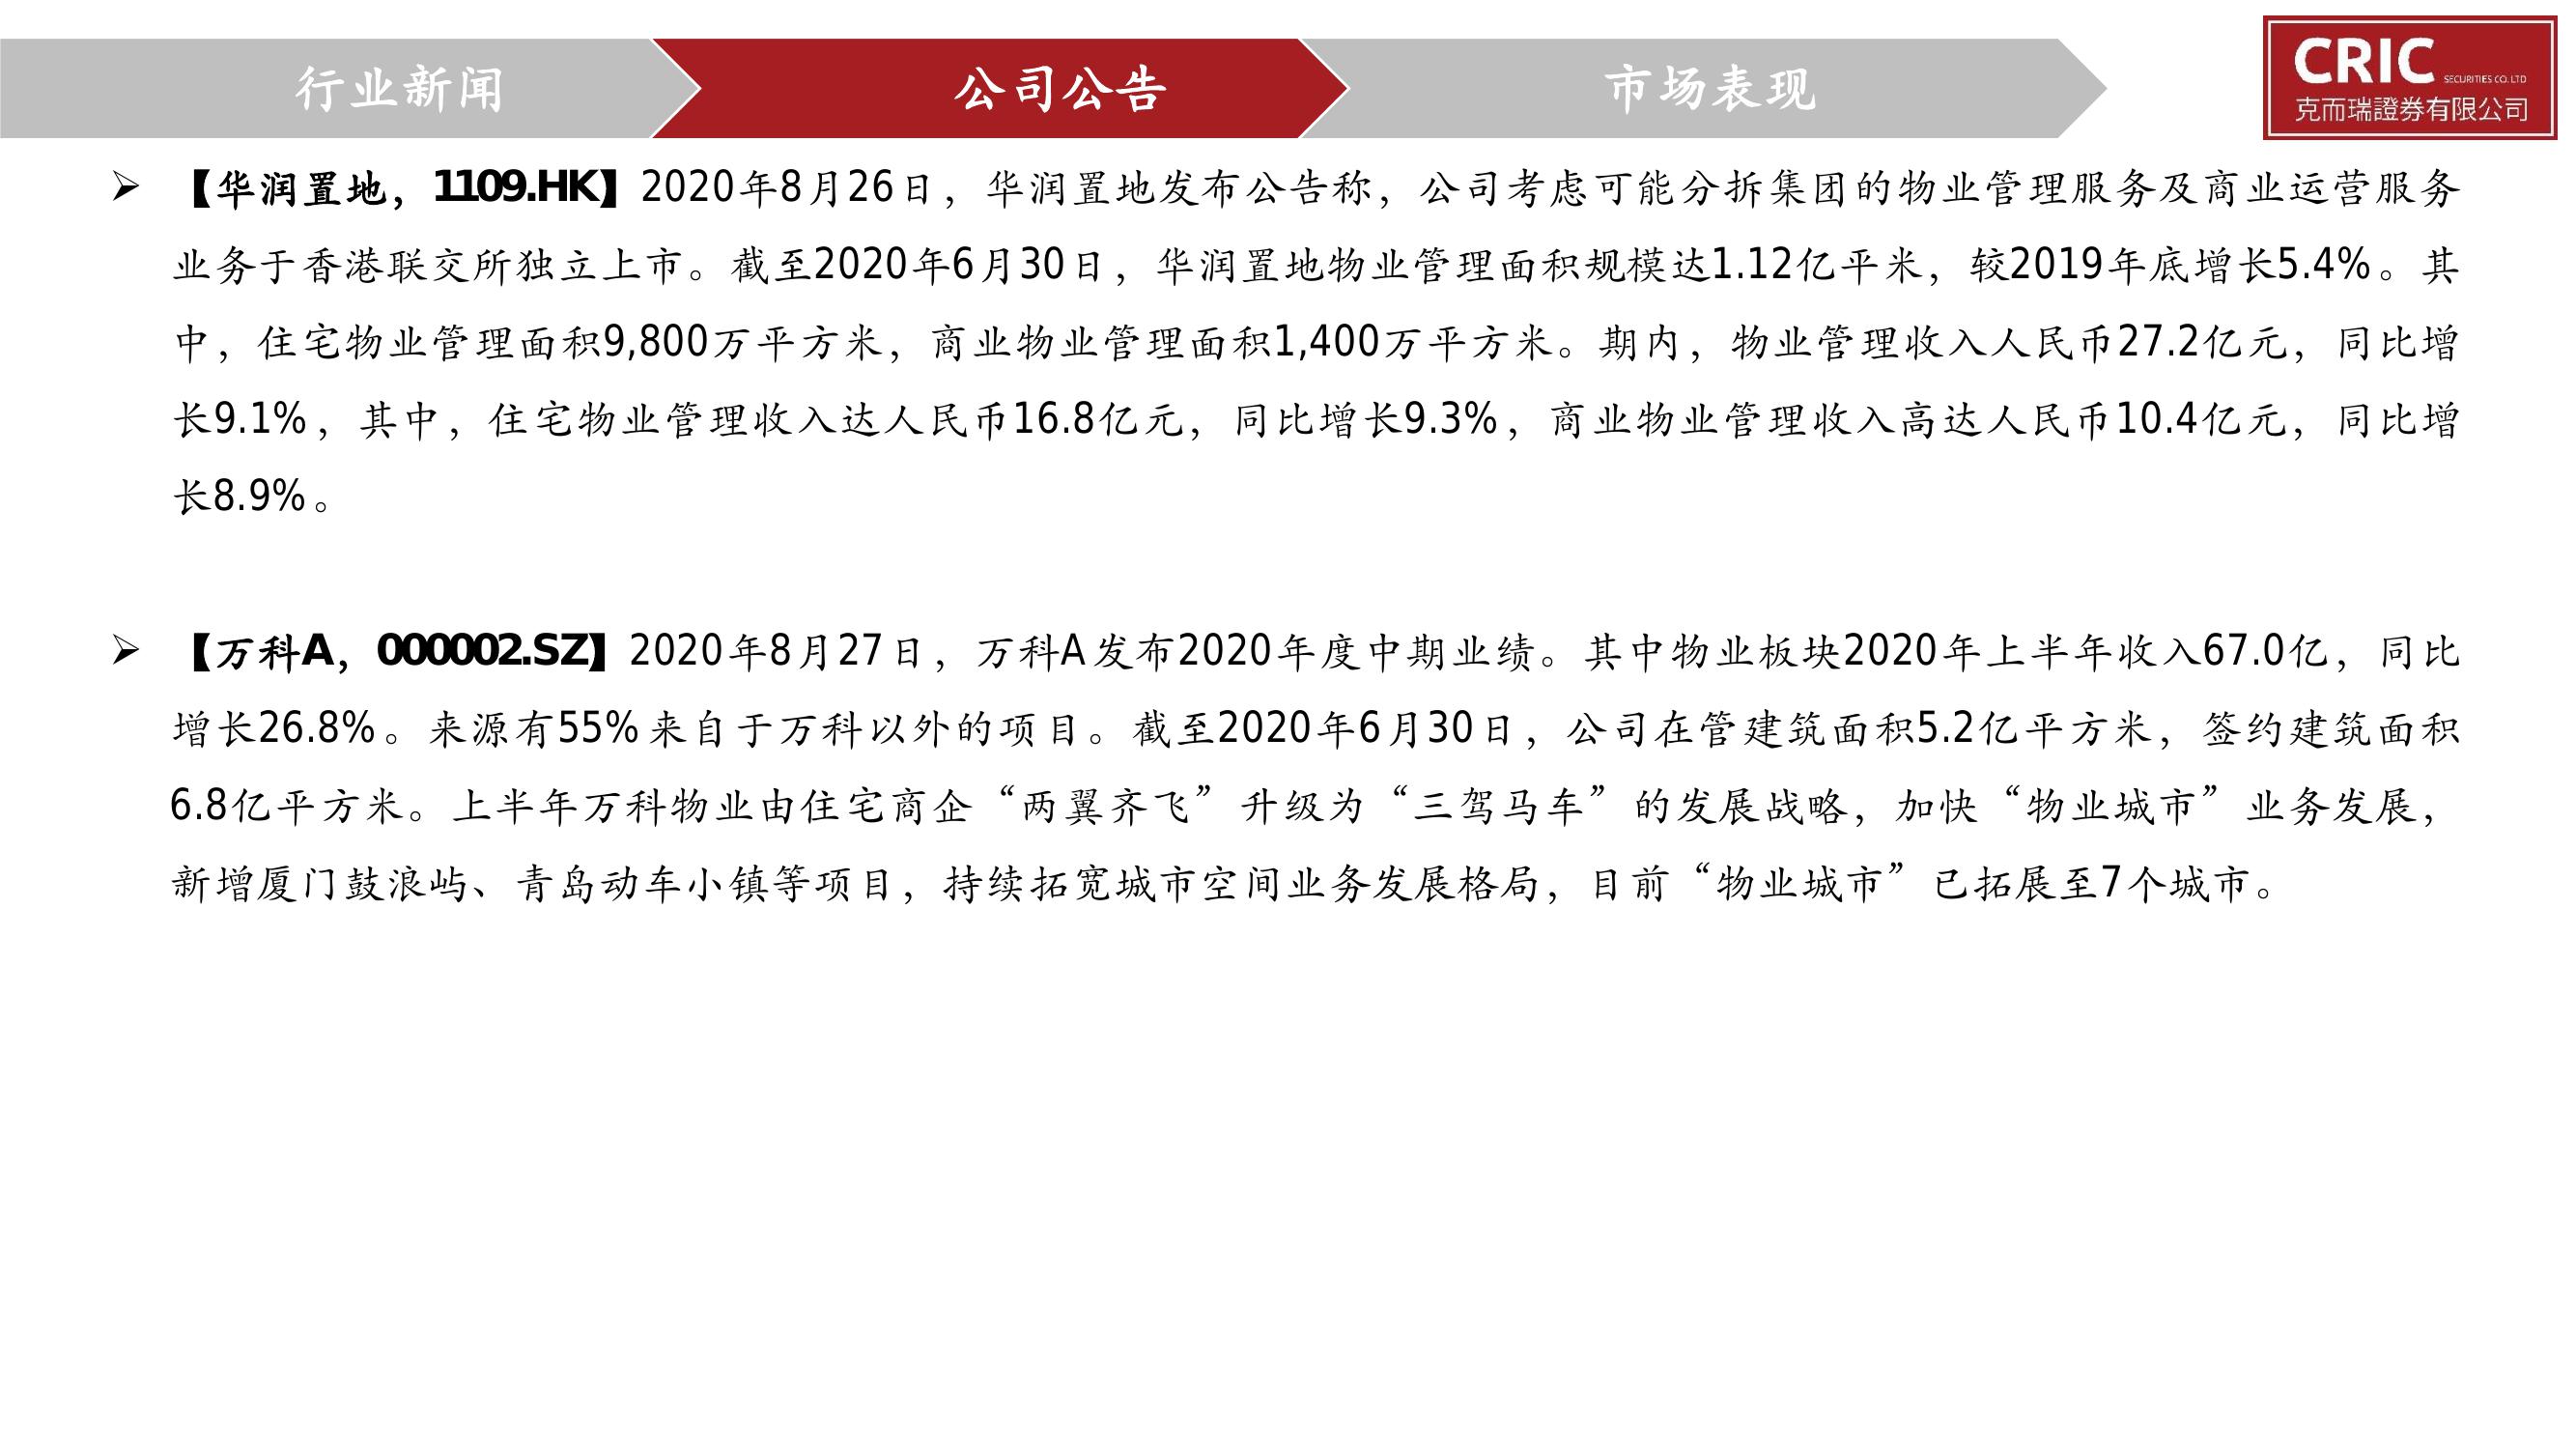 行业新闻
公司公告
市场表现
CRIC SECURITIES CO. LTD
克而瑞證券有限公司
➢ 【华润置地，1109.HK】2020年8月26日，华润置地发布公告称，公司考虑可能分拆集团的物业管理服务及商业运营服务
业务于香港联交所独立上市。截至2020年6月30日，华润置地物业管理面积规模达1.12亿平米，较2019年底增长5.4%。其
中，住宅物业管理面积9,800万平方米，商业物业管理面积1,400万平方米。期内，物业管理收入人民币27.2亿元，同比增
长9.1%，其中，住宅物业管理收入达人民币16.8亿元，同比增长9.3%，商业物业管理收入高达人民币10.4亿元，同比增
长8.9%。
➢ 【万科A，000002.SZ】2020年8月27日，万科A发布2020年度中期业绩。其中物业板块2020年上半年收入67.0亿，同比
增长26.8%。来源有55%来自于万科以外的项目。截至2020年6月30日，公司在管建筑面积5.2亿平方米，签约建筑面积
6.8亿平方米。上半年万科物业由住宅商企“两翼齐飞”升级为“三驾马车”的发展战略，加快“物业城市”业务发展，
新增厦门鼓浪屿、青岛动车小镇等项目，持续拓宽城市空间业务发展格局，目前“物业城市”已拓展至7个城市。